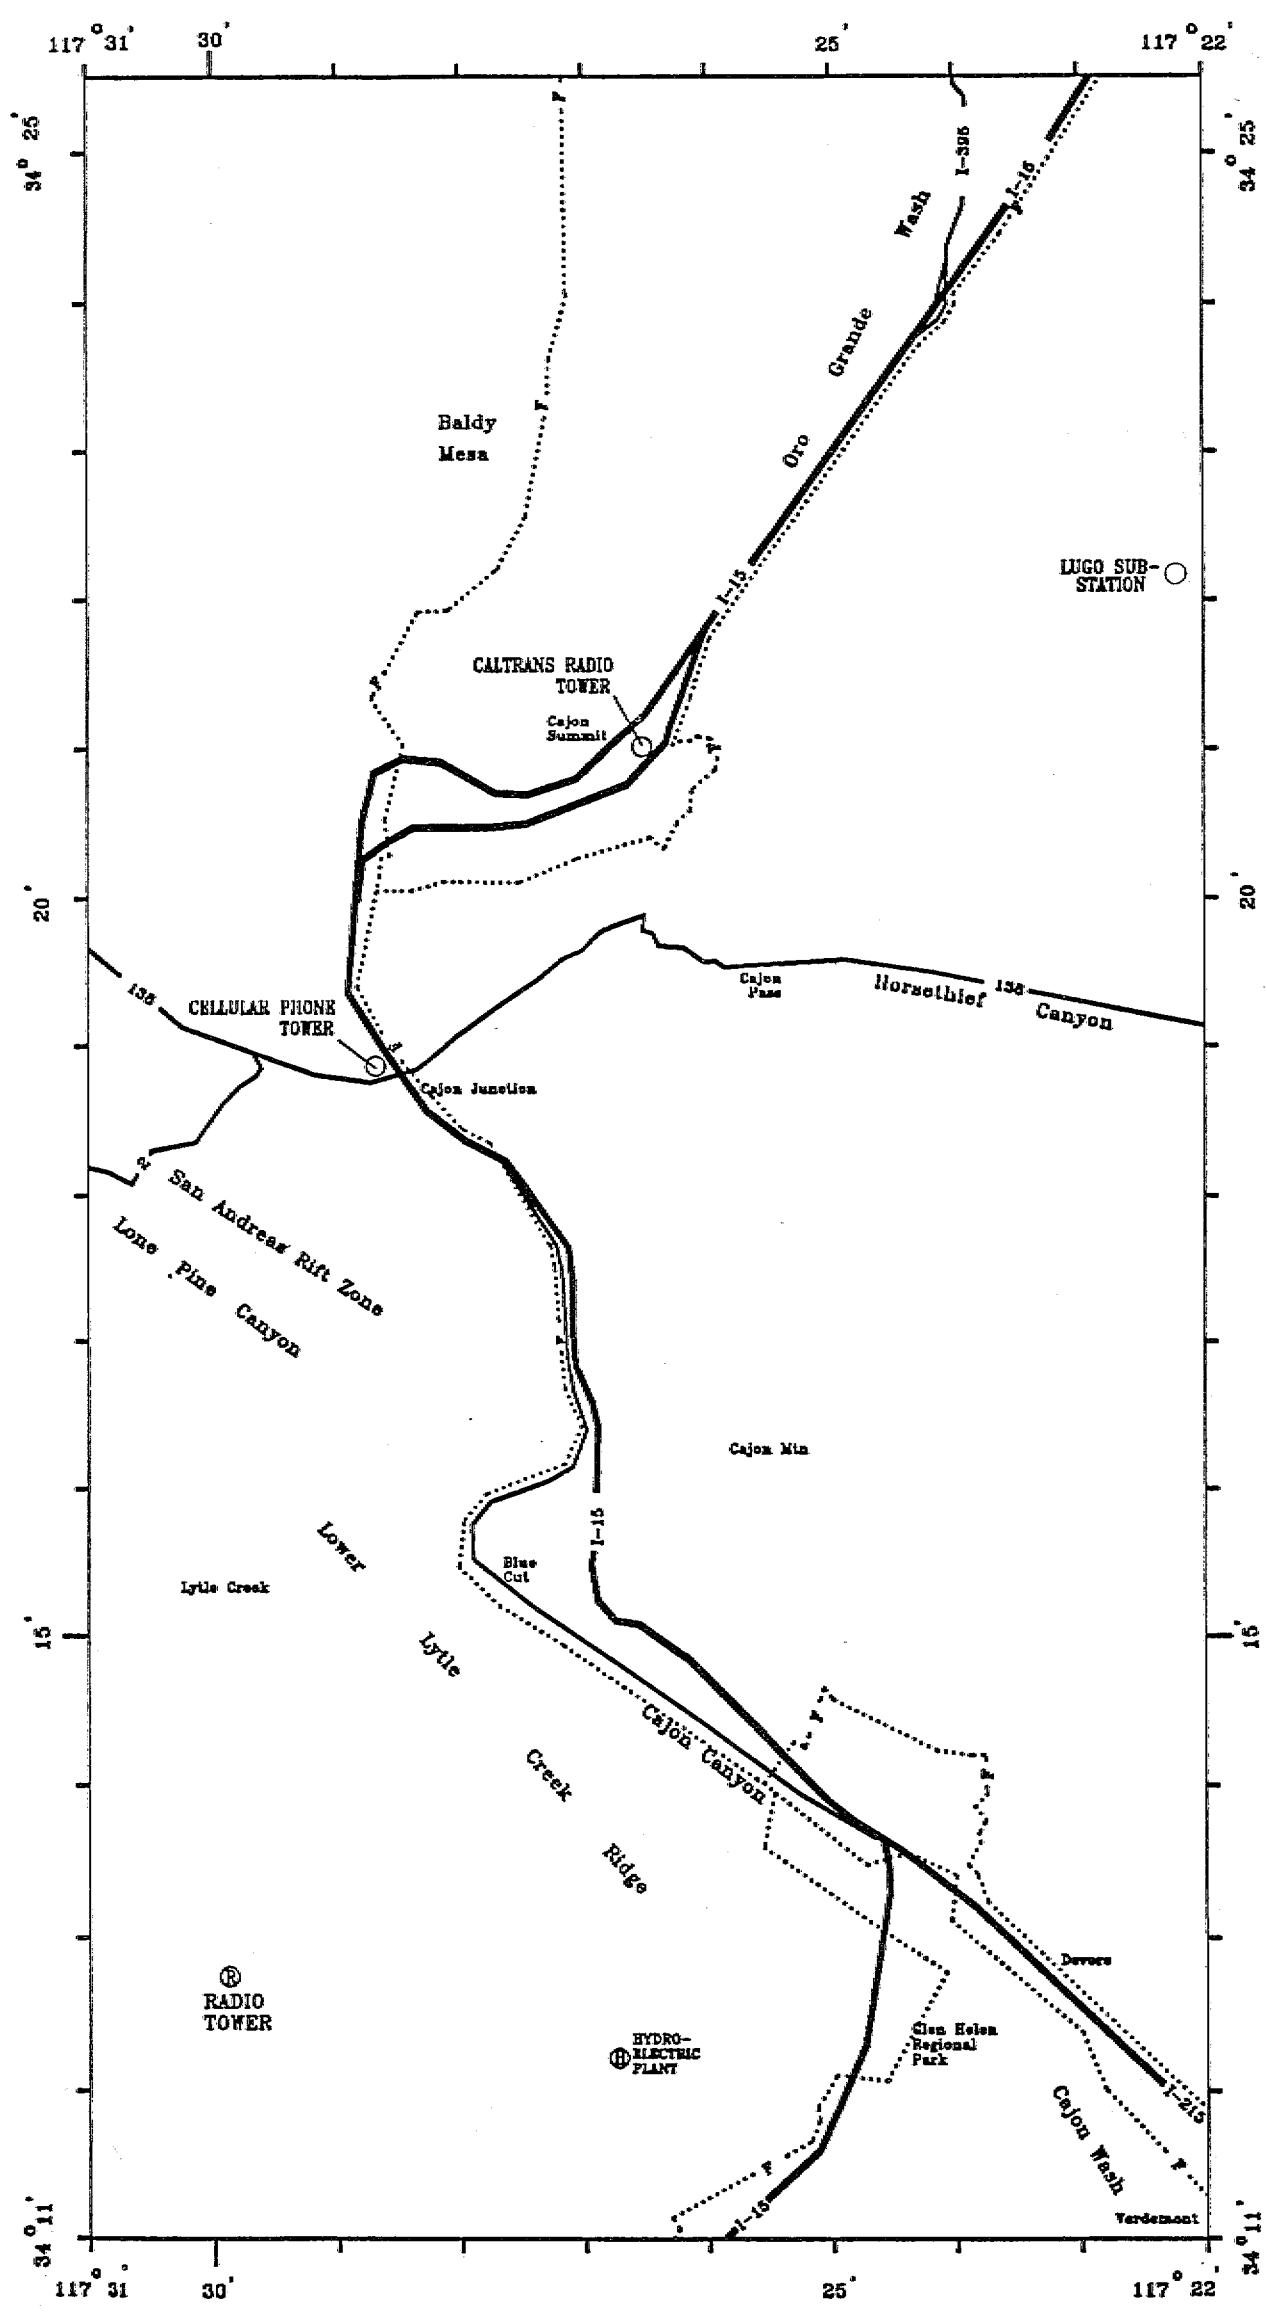 117° 31' 30' 25' 117° 22'
34° 25'
34° 25'
I-395
I-15
F
F
Wash
Grande
Oro
F
Baldy
Mesa
LUGO SUB-
STATION
I-15
CALTRANS RADIO
TOWER
F
Cajon
Summit
F
20'
20'
138
Cajon
Pass
Horsethief
138
Canyon
CELLULAR PHONE
TOWER
Cajon Junction
San Andreas Rift Zone
Lone Pine Canyon
F
Cajon Mtn
I-15
Lower
Blue
Cut
Lytle Creek
15'
15'
Lytle
Cajon Canyon
F
Creek
F
Ridge
Devore
R
RADIO
TOWER
Glen Helen
Regional
Park
H
HYDRO-
ELECTRIC
PLANT
I-215
Cajon Wash
F
F
I-15
Verdemont
34° 11'
34° 11'
117° 31' 30' 25' 117° 22'